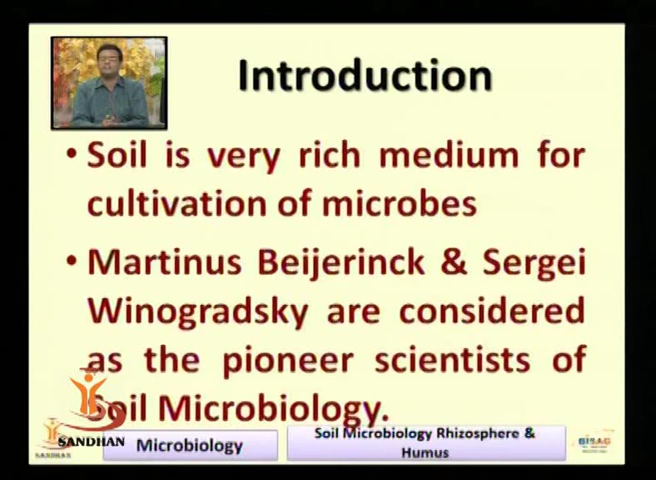 Introduction
• Soil is very rich medium for
cultivation of microbes
• Martinus Beijerinck & Sergei
Winogradsky are considered
as the pioneer scientists of
Soil Microbiology.
SANDHAN
SANDHAN
Microbiology
Soil Microbiology Rhizosphere &
Humus
BISAG